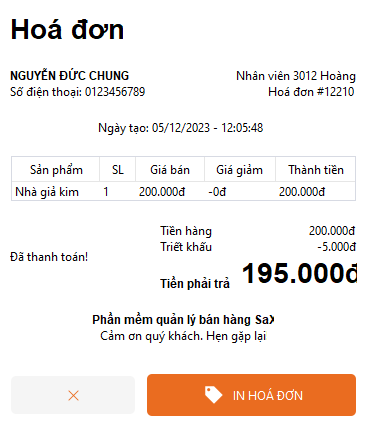 Hoá đơn
NGUYỄN ĐỨC CHUNG
Nhân viên 3012 Hoàng
Số điện thoại: 0123456789
Hoá đơn #12210
Ngày tạo: 05/12/2023 - 12:05:48
Sản phẩm SL Giá bán Giá giảm Thành tiền
Nhà giả kim 1 200.000đ -0đ 200.000đ
Tiền hàng 200.000đ
Triết khấu -5.000đ
Đã thanh toán!
Tiền phải trả 195.000đ
Phần mềm quản lý bán hàng SaX
Cảm ơn quý khách. Hẹn gặp lại
× IN HOÁ ĐƠN